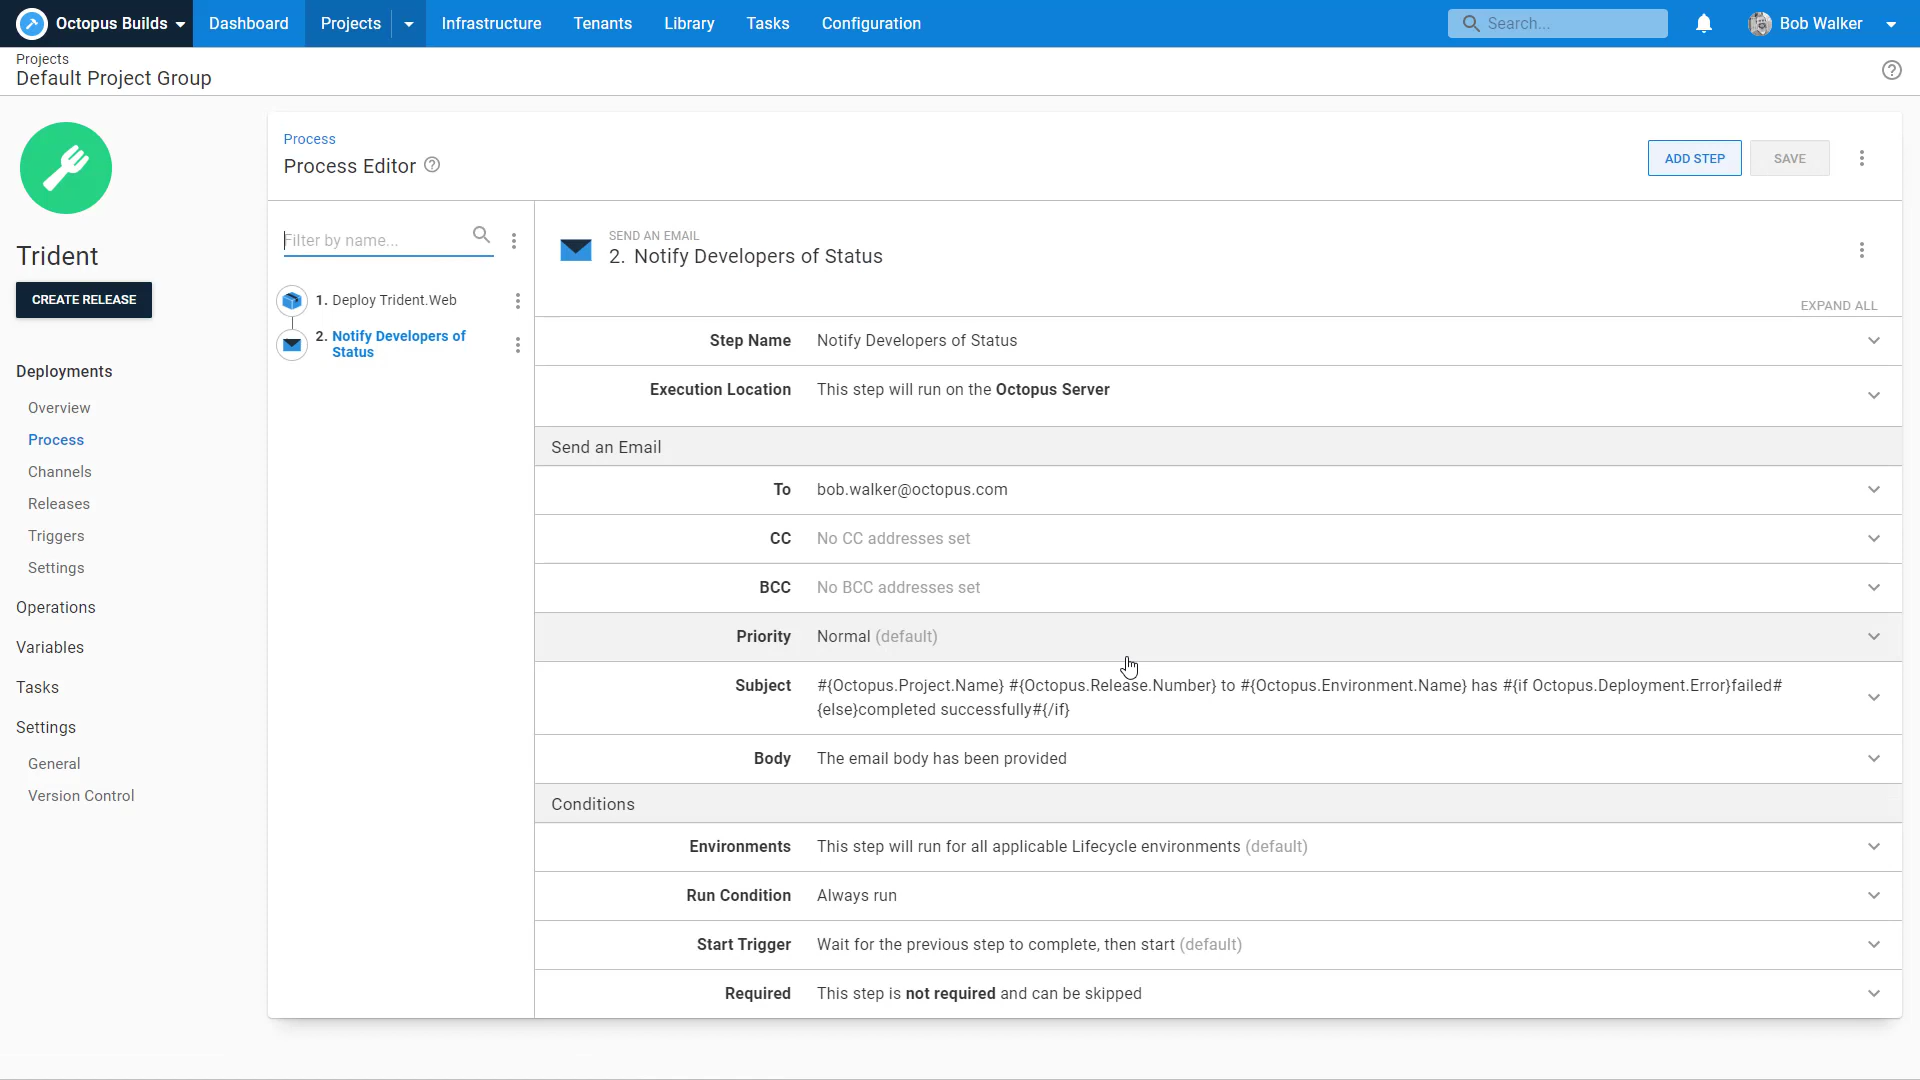 Octopus Builds
Dashboard
Projects
Infrastructure
Tenants
Library
Tasks
Configuration
Search...
Bob Walker
Projects
Default Project Group
Trident
CREATE RELEASE
Deployments
Overview
Process
Channels
Releases
Triggers
Settings
Operations
Variables
Tasks
Settings
General
Version Control
Process
Process Editor
ADD STEP
SAVE
Filter by name...
1. Deploy Trident.Web
2. Notify Developers of
Status
SEND AN EMAIL
2. Notify Developers of Status
EXPAND ALL
Step Name Notify Developers of Status
Execution Location This step will run on the Octopus Server
Send an Email
To bob.walker@octopus.com
CC No CC addresses set
BCC No BCC addresses set
Priority Normal (default)
Subject #{Octopus.Project.Name} #{Octopus.Release.Number} to #{Octopus.Environment.Name} has #{if Octopus.Deployment.Error}failed#
{else}completed successfully#{/if}
Body The email body has been provided
Conditions
Environments This step will run for all applicable Lifecycle environments (default)
Run Condition Always run
Start Trigger Wait for the previous step to complete, then start (default)
Required This step is not required and can be skipped